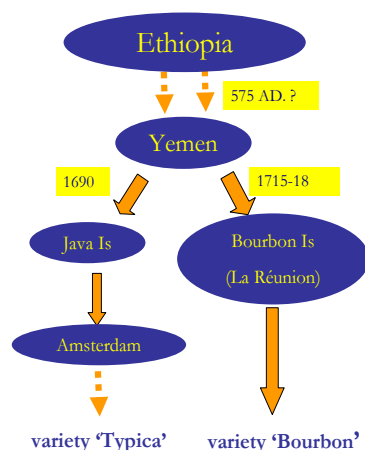 Ethiopia
575 AD. ?
Yemen
1690
1715-18
Java Is
Bourbon Is
(La Réunion)
Amsterdam
variety ‘Typica’
variety ‘Bourbon’